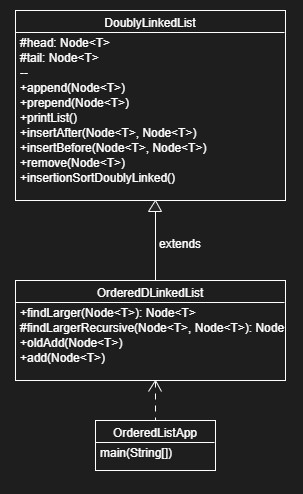 DoublyLinkedList
#head: Node<T>
#tail: Node<T>
--
+append(Node<T>)
+prepend(Node<T>)
+printList()
+insertAfter(Node<T>, Node<T>)
+insertBefore(Node<T>, Node<T>)
+remove(Node<T>)
+insertionSortDoublyLinked()
extends
OrderedDLinkedList
+findLarger(Node<T>): Node<T>
#findLargerRecursive(Node<T>, Node<T>): Node
+oldAdd(Node<T>)
+add(Node<T>)
OrderedListApp
main(String[])